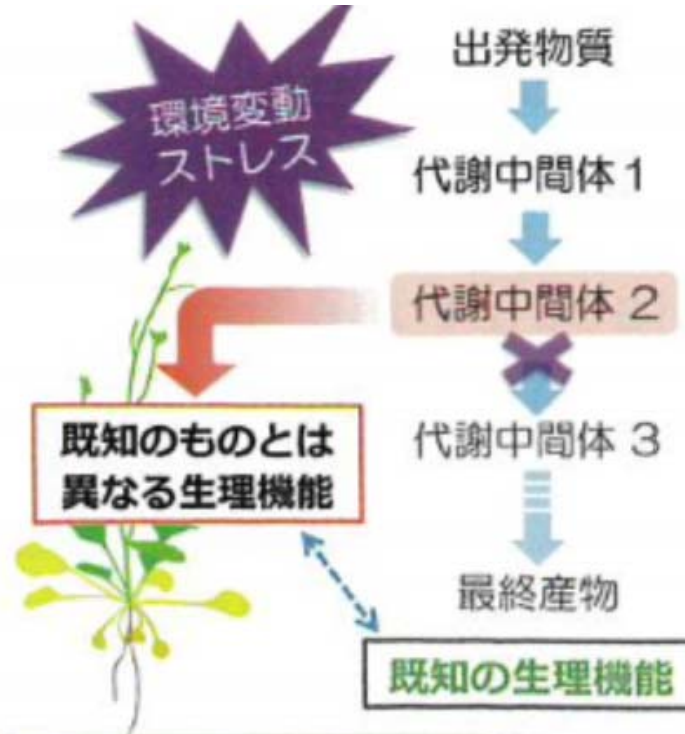 環境変動
ストレス
出発物質
代謝中間体 1
代謝中間体 2
代謝中間体 3
最終産物
既知のものとは
異なる生理機能
既知の生理機能